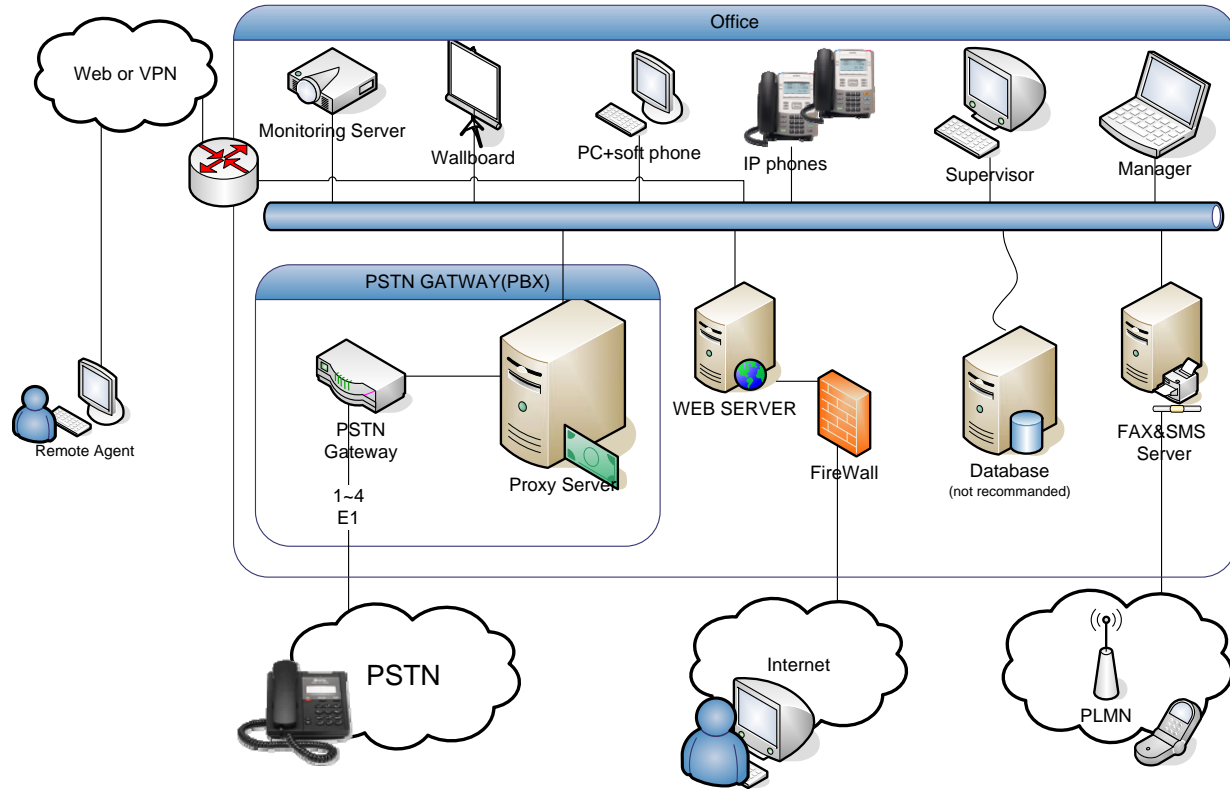 Office
Web or VPN
Monitoring Server
Wallboard
PC+soft phone
IP phones
Supervisor
Manager
PSTN GATWAY(PBX)
PSTN
Gateway
1~4
E1
Proxy Server
WEB SERVER
FireWall
Database
(not recommanded)
FAX&SMS
Server
Remote Agent
PSTN
Internet
PLMN